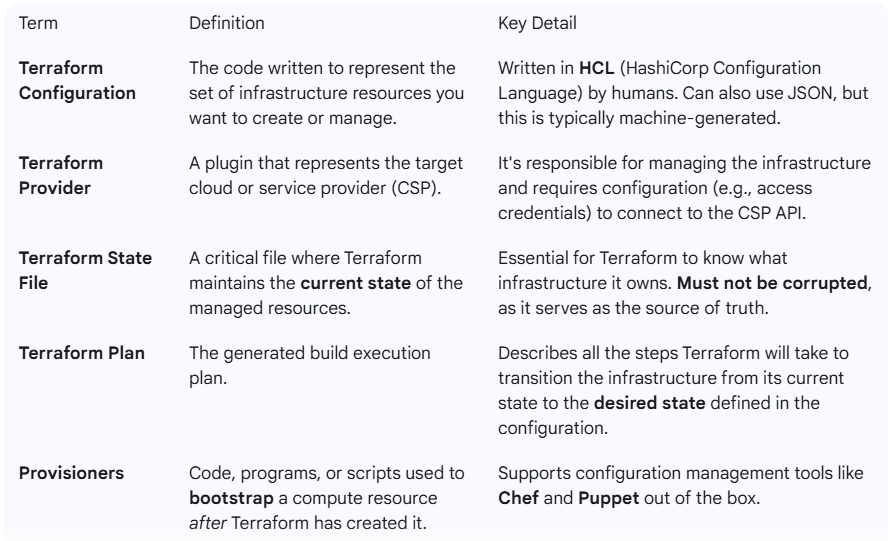 Term Definition Key Detail
Terraform Configuration
The code written to represent the
set of infrastructure resources you
want to create or manage.
Written in HCL (HashiCorp Configuration
Language) by humans. Can also use JSON, but
this is typically machine-generated.
Terraform
Provider
A plugin that represents the target
cloud or service provider (CSP).
It's responsible for managing the infrastructure
and requires configuration (e.g., access
credentials) to connect to the CSP API.
Terraform State
File
A critical file where Terraform
maintains the current state of the
managed resources.
Essential for Terraform to know what
infrastructure it owns. Must not be corrupted,
as it serves as the source of truth.
Terraform Plan
The generated build execution
plan.
Describes all the steps Terraform will take to
transition the infrastructure from its current
state to the desired state defined in the
configuration.
Provisioners
Code, programs, or scripts used to
bootstrap a compute resource
after Terraform has created it.
Supports configuration management tools like
Chef and Puppet out of the box.